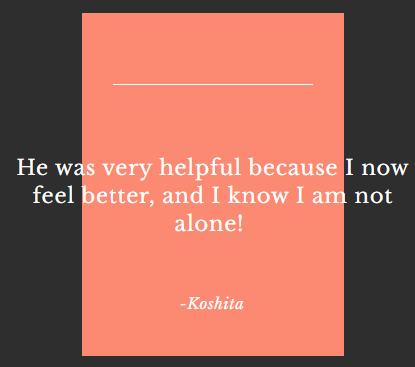 He was very helpful because I now
feel better, and I know I am not
alone!
-Koshita